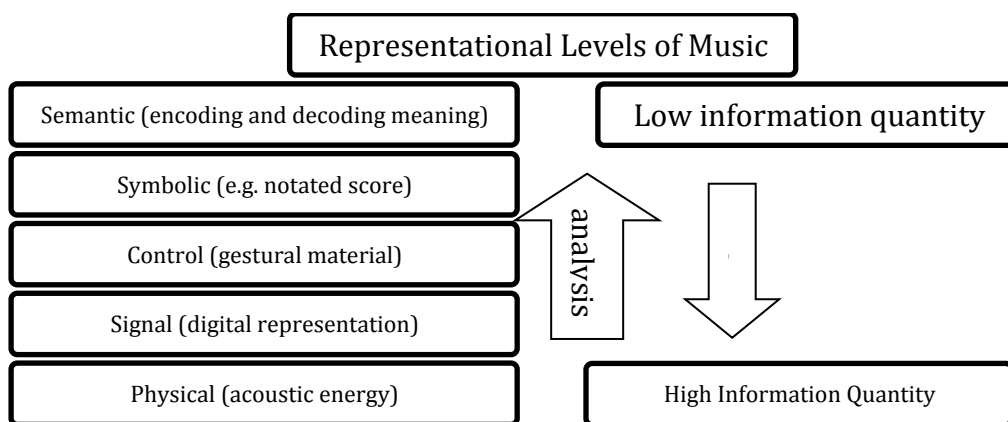 Representational Levels of Music
Semantic (encoding and decoding meaning)
Low information quantity
Symbolic (e.g. notated score)
Control (gestural material)
analysis
Signal (digital representation)
Physical (acoustic energy)
High Information Quantity